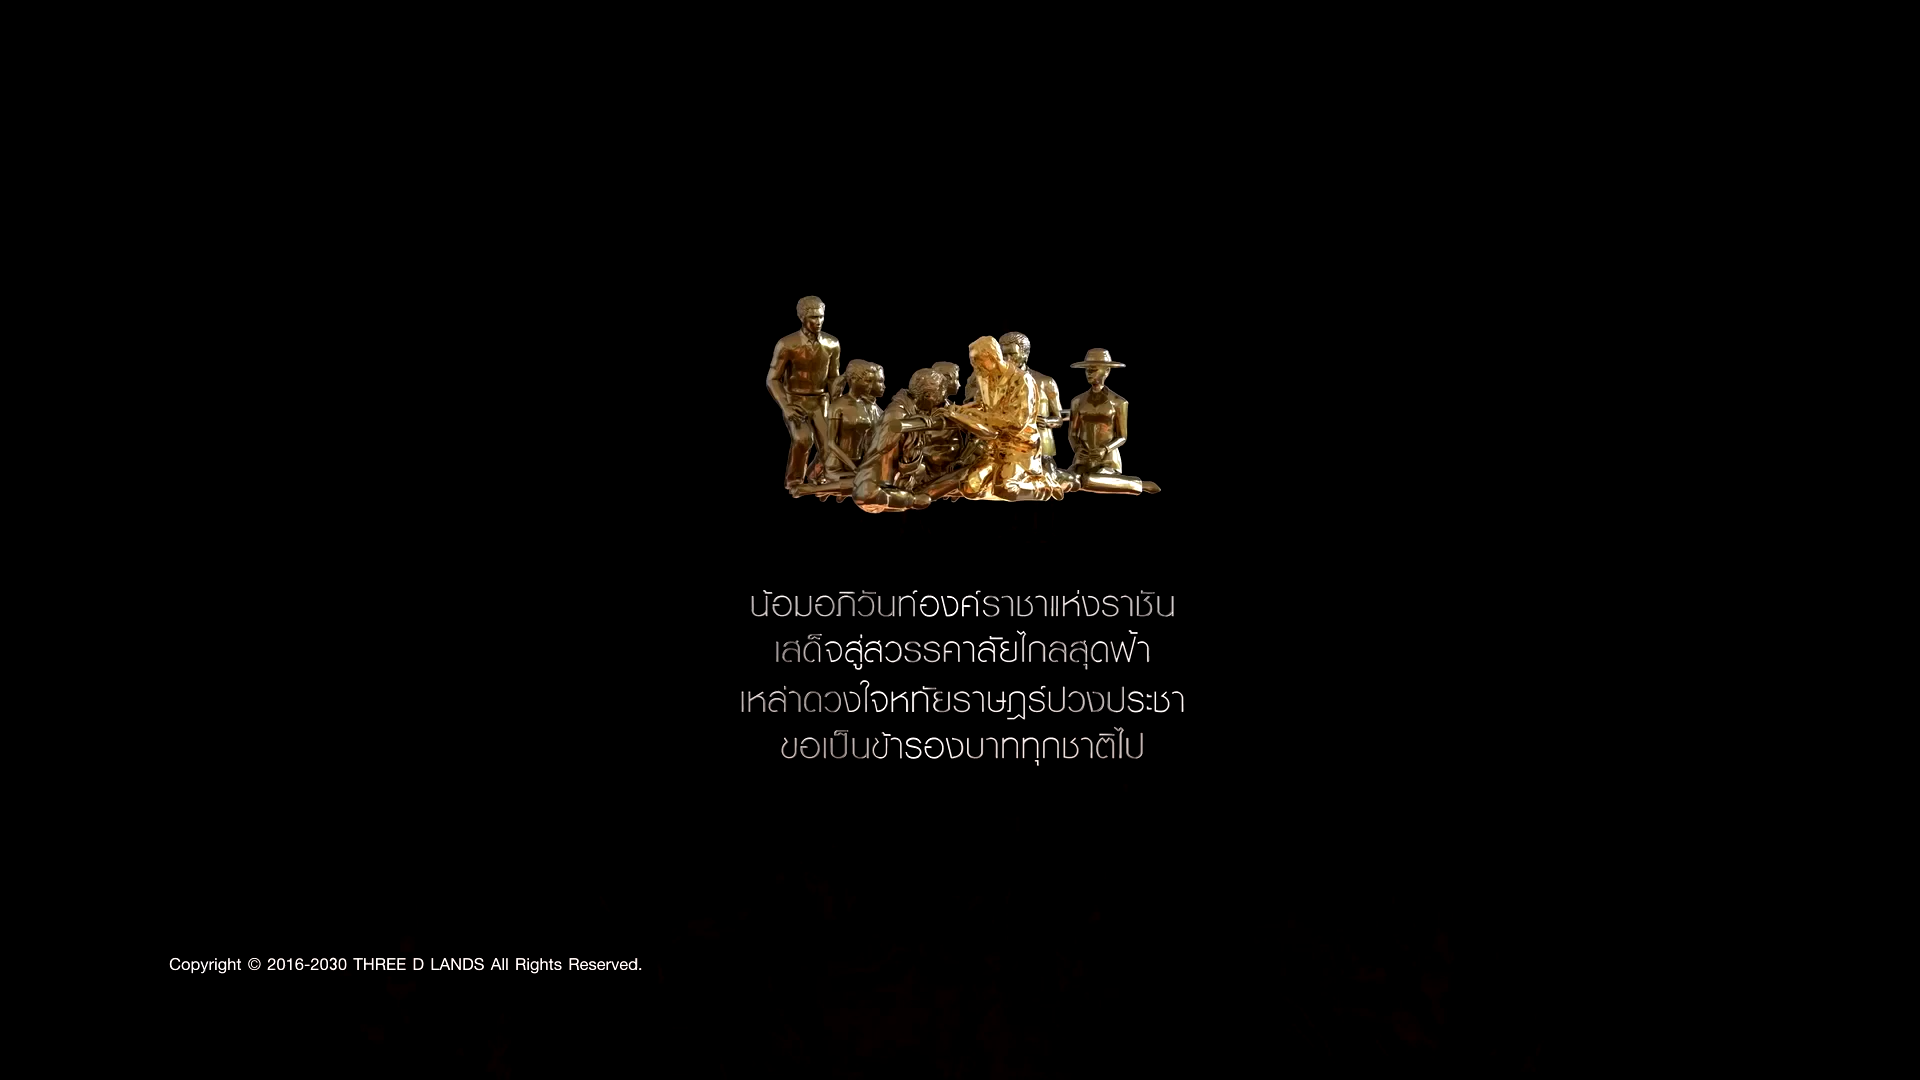 น้อมอภิวันท์องค์ราชาแห่งราชัน
เสด็จสู่สวรรคาลัยไกลสุดฟ้า
เหล่าดวงใจหทัยราษฎร์ปวงประชา
ขอเป็นข้ารองบาททุกชาติไป
Copyright © 2016-2030 THREE D LANDS All Rights Reserved.